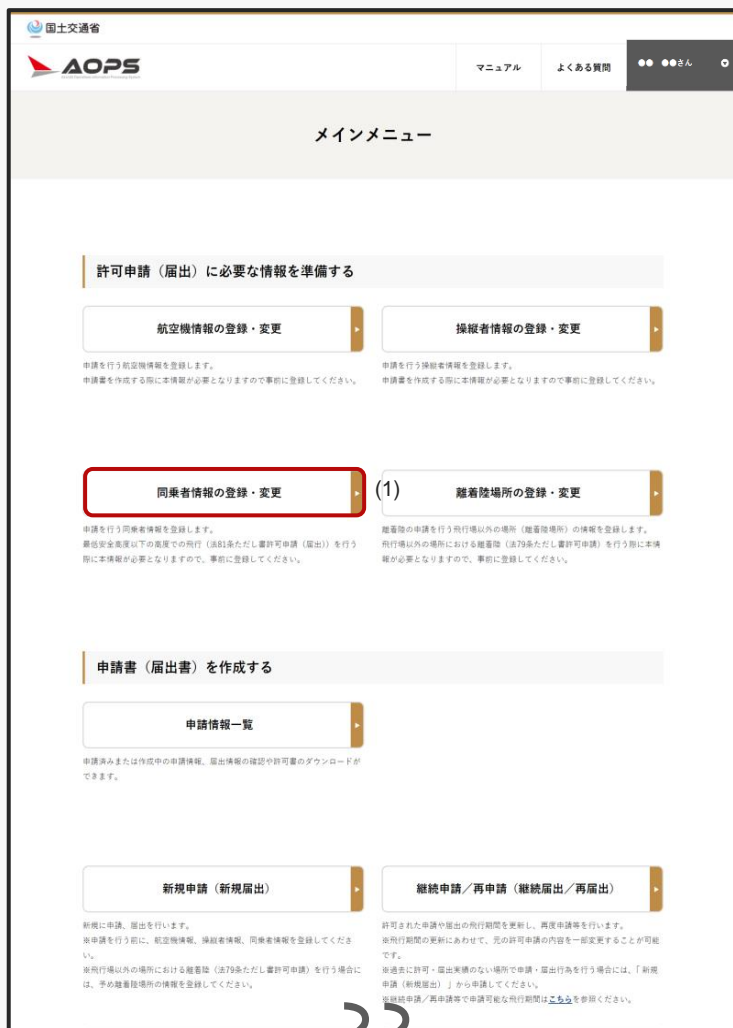 国土交通省
AOPS
マニュアル
よくある質問
●● ●●さん
メインメニュー
許可申請（届出）に必要な情報を準備する
航空機情報の登録・変更
操縦者情報の登録・変更
申請を行う航空機情報を登録します。
申請書を作成する際に本情報が必要となりますので事前に登録してください。
申請を行う操縦者情報を登録します。
申請書を作成する際に本情報が必要となりますので事前に登録してください。
同乗者情報の登録・変更
(1)
離着陸場所の登録・変更
申請を行う同乗者情報を登録します。
最低安全高度以下の高度での飛行（法81条ただし書許可申請（届出））を行う
際に本情報が必要となりますので、事前に登録してください。
離着陸の申請を行う飛行場以外の場所（離着陸場所）の情報を登録します。
飛行場以外の場所における離着陸（法79条ただし書許可申請）を行う際に本情
報が必要となりますので、事前に登録してください。
申請書（届出書）を作成する
申請情報一覧
申請済みまたは作成中の申請情報、届出情報の確認や許可書のダウンロードが
できます。
新規申請（新規届出）
継続申請／再申請（継続届出／再届出）
新規に申請、届出を行います。
※申請を行う前に、航空機情報、操縦者情報、同乗者情報を登録してくださ
い。
※飛行場以外の場所における離着陸（法79条ただし書許可申請）を行う場合に
は、予め離着陸場所の情報を登録してください。
許可された申請や届出の飛行期間を更新し、再度申請等を行います。
※飛行期間の更新にあわせて、元の許可申請の内容を一部変更することが可能
です。
※過去に許可・届出実績のない場所で申請・届出行為を行う場合には、「新規
申請（新規届出）」から申請してください。
※継続申請／再申請等で申請可能な飛行期間はこちらを参照ください。